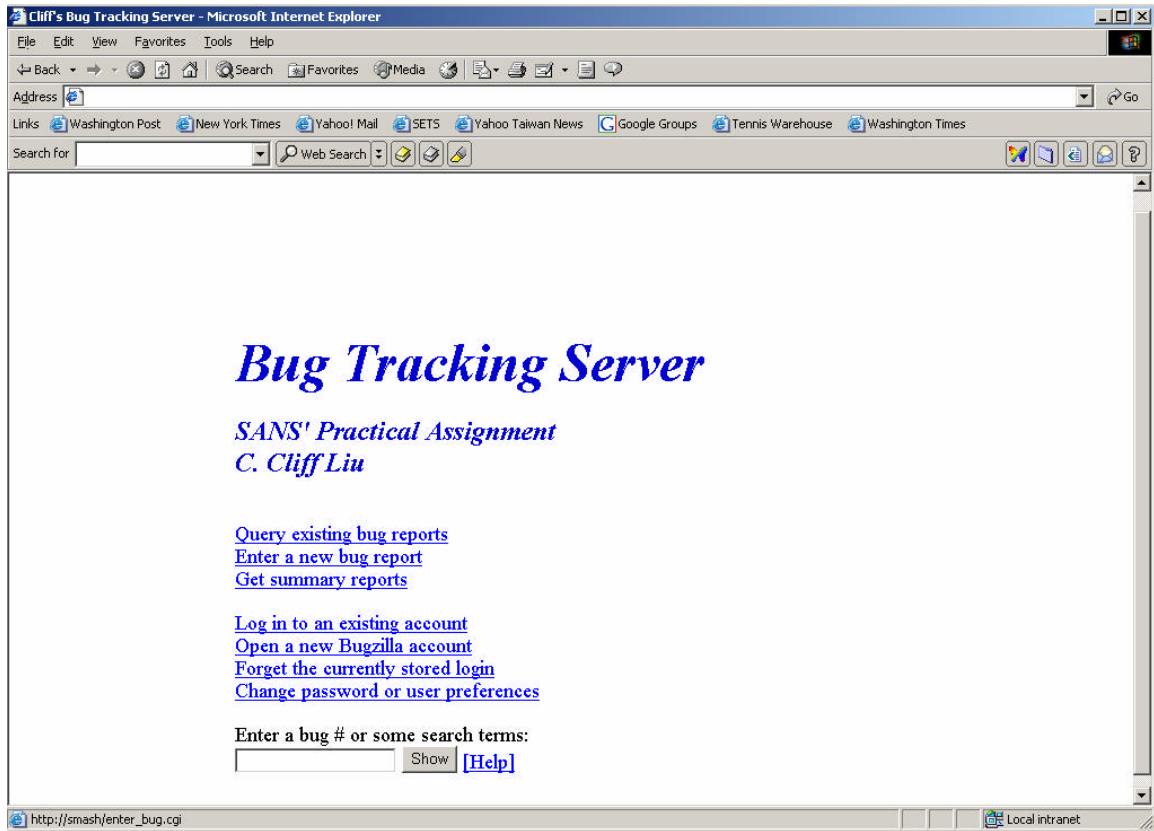 Cliff's Bug Tracking Server - Microsoft Internet Explorer
File Edit View Favorites Tools Help
Back Search Favorites Media
Address Go
Links Washington Post New York Times Yahoo! Mail SETS Yahoo Taiwan News Google Groups Tennis Warehouse Washington Times
Search for Web Search
Bug Tracking Server
SANS' Practical Assignment
C. Cliff Liu
Query existing bug reports
Enter a new bug report
Get summary reports
Log in to an existing account
Open a new Bugzilla account
Forget the currently stored login
Change password or user preferences
Enter a bug # or some search terms:
Show [Help]
http://smash/enter_bug.cgi Local intranet